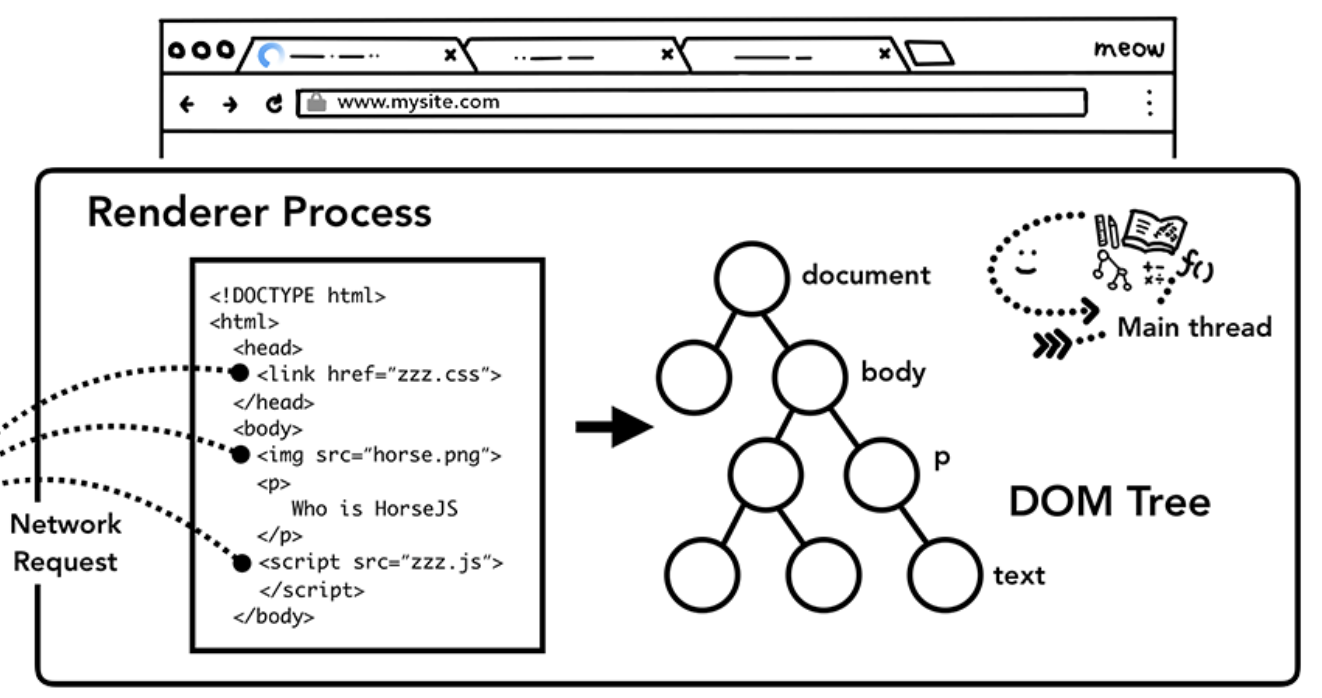 meow
www.mysite.com
Renderer Process
<!DOCTYPE html>
<html>
<head>
<link href="zzz.css">
</head>
<body>
<img src="horse.png">
<p>
Who is HorseJS
</p>
<script src="zzz.js">
</script>
</body>
Network
Request
document
body
p
text
DOM Tree
f()
Main thread